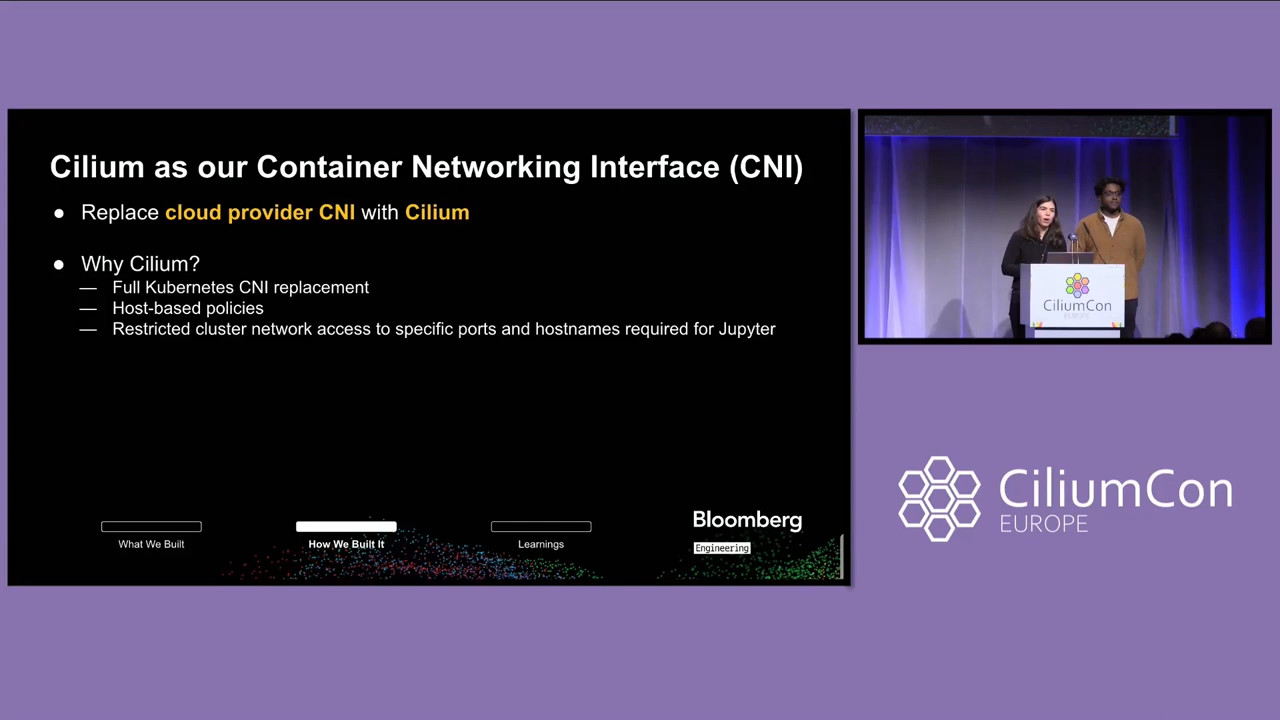 Cilium as our Container Networking Interface (CNI)
● Replace cloud provider CNI with Cilium
● Why Cilium?
— Full Kubernetes CNI replacement
— Host-based policies
— Restricted cluster network access to specific ports and hostnames required for Jupyter
What We Built
How We Built It
Learnings
Bloomberg
Engineering
CiliumCon
EUROPE
CiliumCon
EUROPE